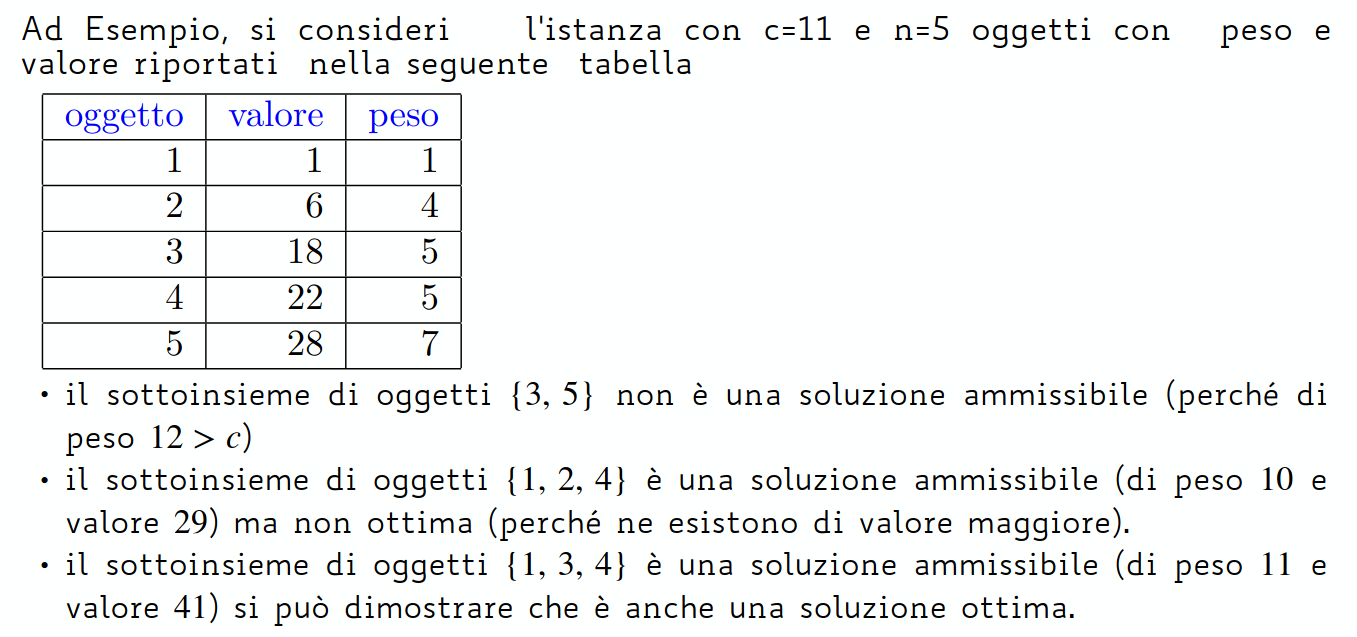 Ad Esempio, si consideri l'istanza con c=11 e n=5 oggetti con peso e
valore riportati nella seguente tabella
oggetto valore peso
1 1 1
2 6 4
3 18 5
4 22 5
5 28 7
• il sottoinsieme di oggetti {3, 5} non è una soluzione ammissibile (perché di
peso 12 > c)
• il sottoinsieme di oggetti {1, 2, 4} è una soluzione ammissibile (di peso 10 e
valore 29) ma non ottima (perché ne esistono di valore maggiore).
• il sottoinsieme di oggetti {1, 3, 4} è una soluzione ammissibile (di peso 11 e
valore 41) si può dimostrare che è anche una soluzione ottima.